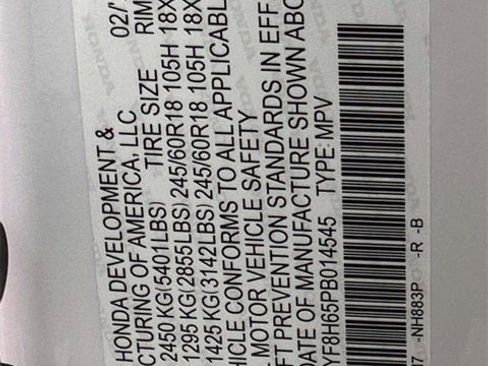 HONDA DEVELOPMENT & 02/
CTURING OF AMERICA, LLC
2450 KG(5401LBS) TIRE SIZE RIM
1295 KG(2855LBS) 245/60R18 105H 18X
1425 KG(3142LBS) 245/60R18 105H 18X
HICLE CONFORMS TO ALL APPLICABL
MOTOR VEHICLE SAFETY
FT PREVENTION STANDARDS IN EFF
DATE OF MANUFACTURE SHOWN ABO
YF8H65PB014545 TYPE: MPV
-NH883P -R -B